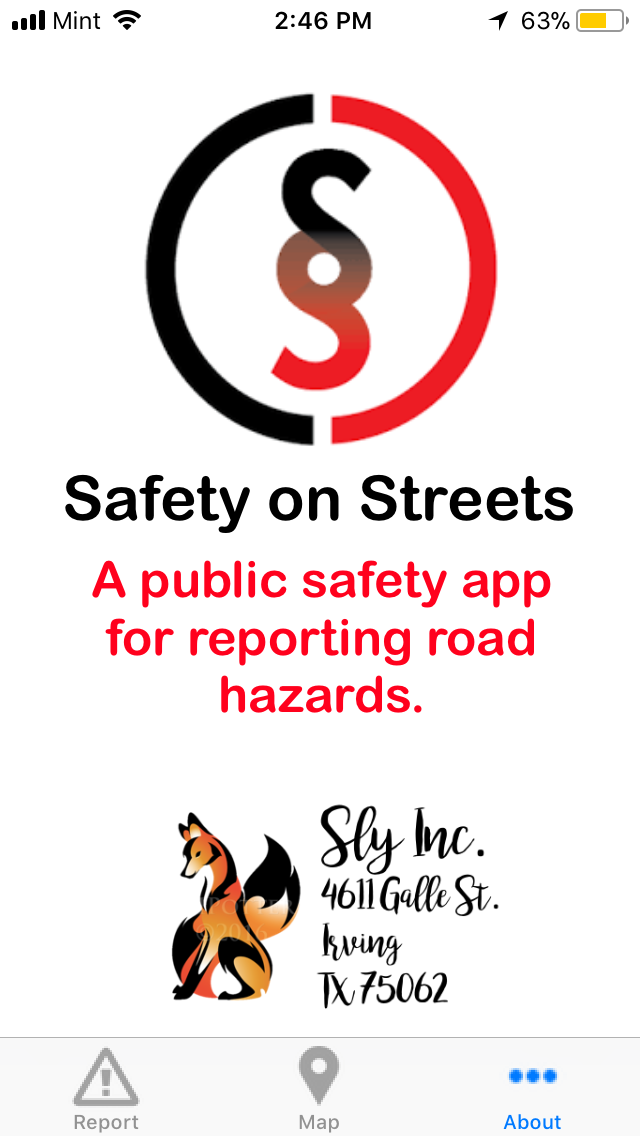 Mint 2:46 PM 63%
Safety on Streets
A public safety app
for reporting road
hazards.
Sly Inc.
4611 Galle St.
Irving
TX 75062
©2016
Report Map About